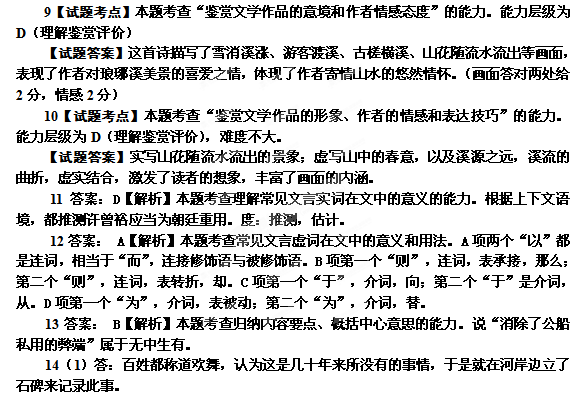 9【试题考点】本题考查“鉴赏文学作品的意境和作者情感态度”的能力。能力层级为
D（理解鉴赏评价）
【试题答案】这首诗描写了雪消溪涨、游客渡溪、古槎横溪、山花随流水流出等画面，
表现了作者对琅琊溪美景的喜爱之情，体现了作者寄情山水的悠然情怀。（画面答对两处给
2 分，情感 2 分）
10【试题考点】本题考查“鉴赏文学作品的形象、作者的情感和表达技巧”的能力。
能力层级为 D（理解鉴赏评价），难度不大。
【试题答案】实写山花随流水流出的景象；虚写山中的春意，以及溪源之远，溪流的
曲折，虚实结合，激发了读者的想象，丰富了画面的内涵。
11 答案： D【解析】本题考查理解常见文言实词在文中的意义的能力。根据上下文语
境，都推测许曾裕应当为朝廷重用。度：推测，估计。
12 答案： A【解析】本题考查常见文言虚词在文中的意义和用法。A 项两个“以”都
是连词，相当于“而”，连接修饰语与被修饰语。B 项第一个“则”，连词，表承接，那么；
第二个“则”，连词，表转折，却。C 项第一个“于”，介词，向；第二个“于”是介词，
从。D 项第一个“为”，介词，表被动；第二个“为”，介词，替。
13 答案： B【解析】本题考查归纳内容要点、概括中心意思的能力。说“消除了公船
私用的弊端”属于无中生有。
14（1）答：百姓都称道欢舞，认为这是几十年来所没有的事情，于是就在河岸边立了
石碑来记录此事。